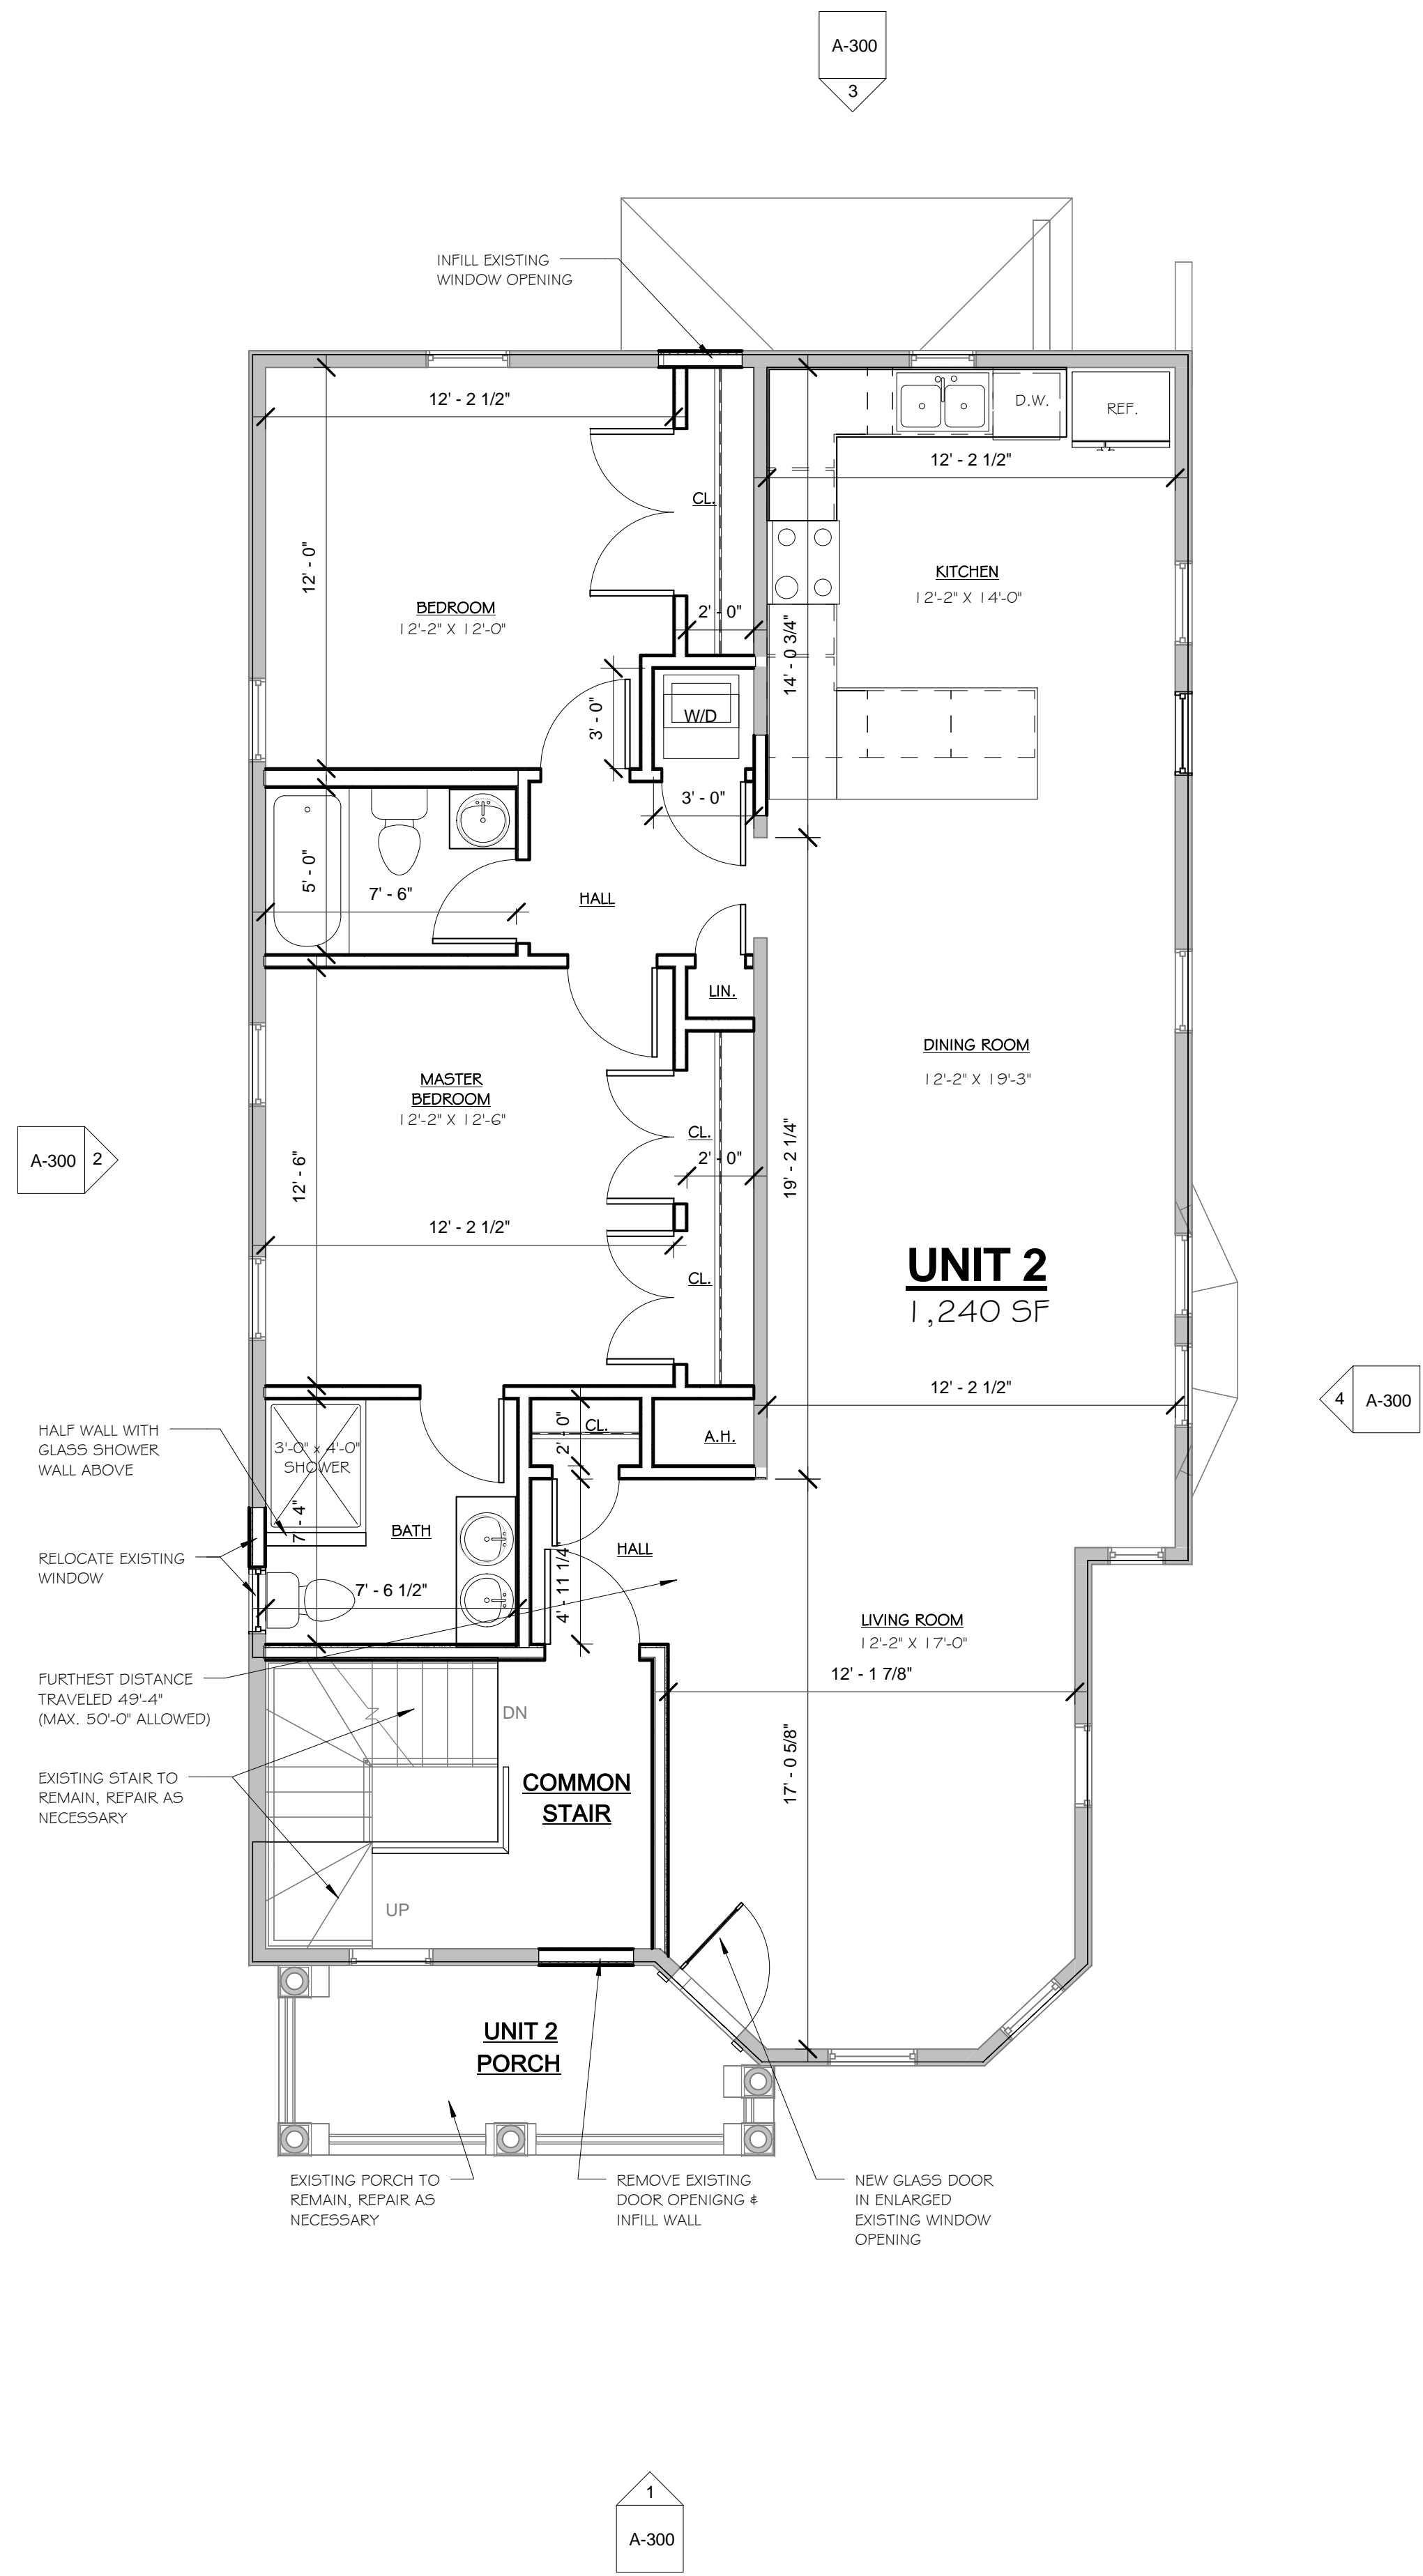 A-300
3
INFILL EXISTING
WINDOW OPENING
12' - 2 1/2"
D.W.
REF.
12' - 2 1/2"
CL.
12' - 0"
KITCHEN
12'-2" X 14'-0"
BEDROOM
12'-2" X 12'-0"
2' - 0"
14' - 0 3/4"
3' - 0"
W/D
3' - 0"
5' - 0"
7' - 6"
HALL
LIN.
DINING ROOM
12'-2" X 19'-3"
MASTER
BEDROOM
12'-2" X 12'-6"
CL.
2' - 0"
19' - 2 1/4"
A-300
2
12' - 6"
12' - 2 1/2"
CL.
UNIT 2
1,240 SF
12' - 2 1/2"
4
A-300
HALF WALL WITH
GLASS SHOWER
WALL ABOVE
3'-0" x 4'-0"
SHOWER
2' - 0"
CL.
A.H.
7' - 4"
BATH
RELOCATE EXISTING
WINDOW
HALL
4' - 11 1/4"
7' - 6 1/2"
LIVING ROOM
12'-2" X 17'-0"
12' - 1 7/8"
FURTHEST DISTANCE
TRAVELED 49'-4"
(MAX. 50'-0" ALLOWED)
DN
17' - 0 5/8"
EXISTING STAIR TO
REMAIN, REPAIR AS
NECESSARY
COMMON
STAIR
UP
UNIT 2
PORCH
EXISTING PORCH TO
REMAIN, REPAIR AS
NECESSARY
REMOVE EXISTING
DOOR OPENIGNG &
INFILL WALL
NEW GLASS DOOR
IN ENLARGED
EXISTING WINDOW
OPENING
1
A-300